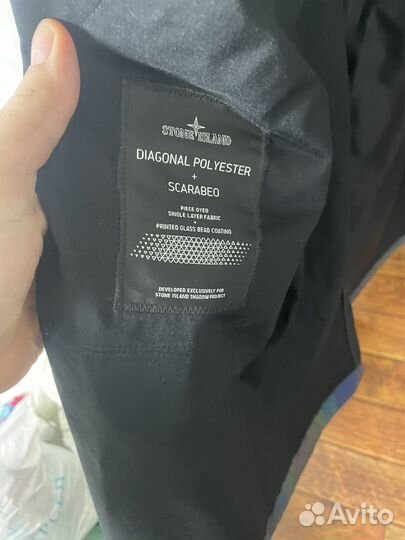 STONE ISLAND
DIAGONAL POLYESTER
+
SCARABEO
PIECE DYED
SINGLE LAYER FABRIC
+
PRINTED GLASS BEAD COATING
DEVELOPED EXCLUSIVELY FOR
STONE ISLAND SHADOW PROJECT
Avito